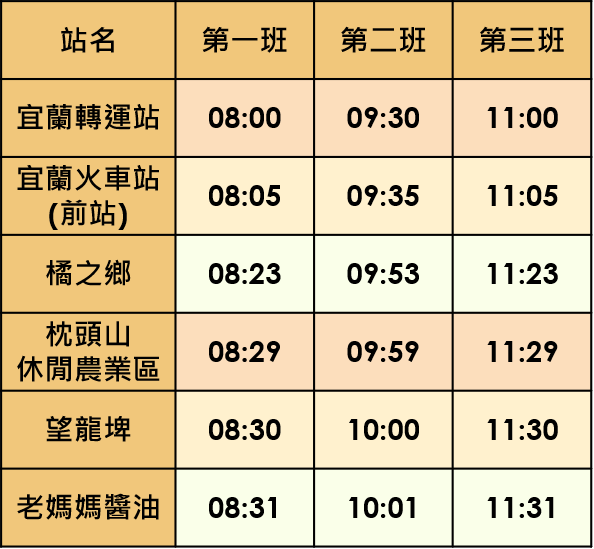 站名 第一班 第二班 第三班
宜蘭轉運站 08:00 09:30 11:00
宜蘭火車站
(前站) 08:05 09:35 11:05
橘之鄉 08:23 09:53 11:23
枕頭山
休閒農業區 08:29 09:59 11:29
望龍埤 08:30 10:00 11:30
老媽媽醬油 08:31 10:01 11:31